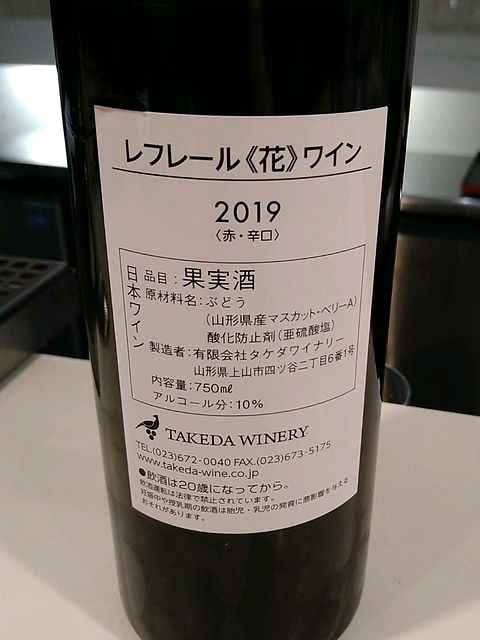 レフレール《花》ワイン
2019
〈赤・辛口〉
日本ワイン
品目：果実酒
原材料名：ぶどう
（山形県産マスカット・ベリーA）
酸化防止剤（亜硫酸塩）
製造者：有限会社タケダワイナリー
山形県上山市四ツ谷二丁目6番1号
内容量：750mℓ
アルコール分：10%
TAKEDA WINERY
TEL.(023)672-0040 FAX.(023)673-5175
www.takeda-wine.co.jp
●飲酒は20歳になってから。
飲酒運転は法律で禁止されています。
妊娠中や授乳期の飲酒は胎児・乳児の発育に悪影響を与える
おそれがあります。